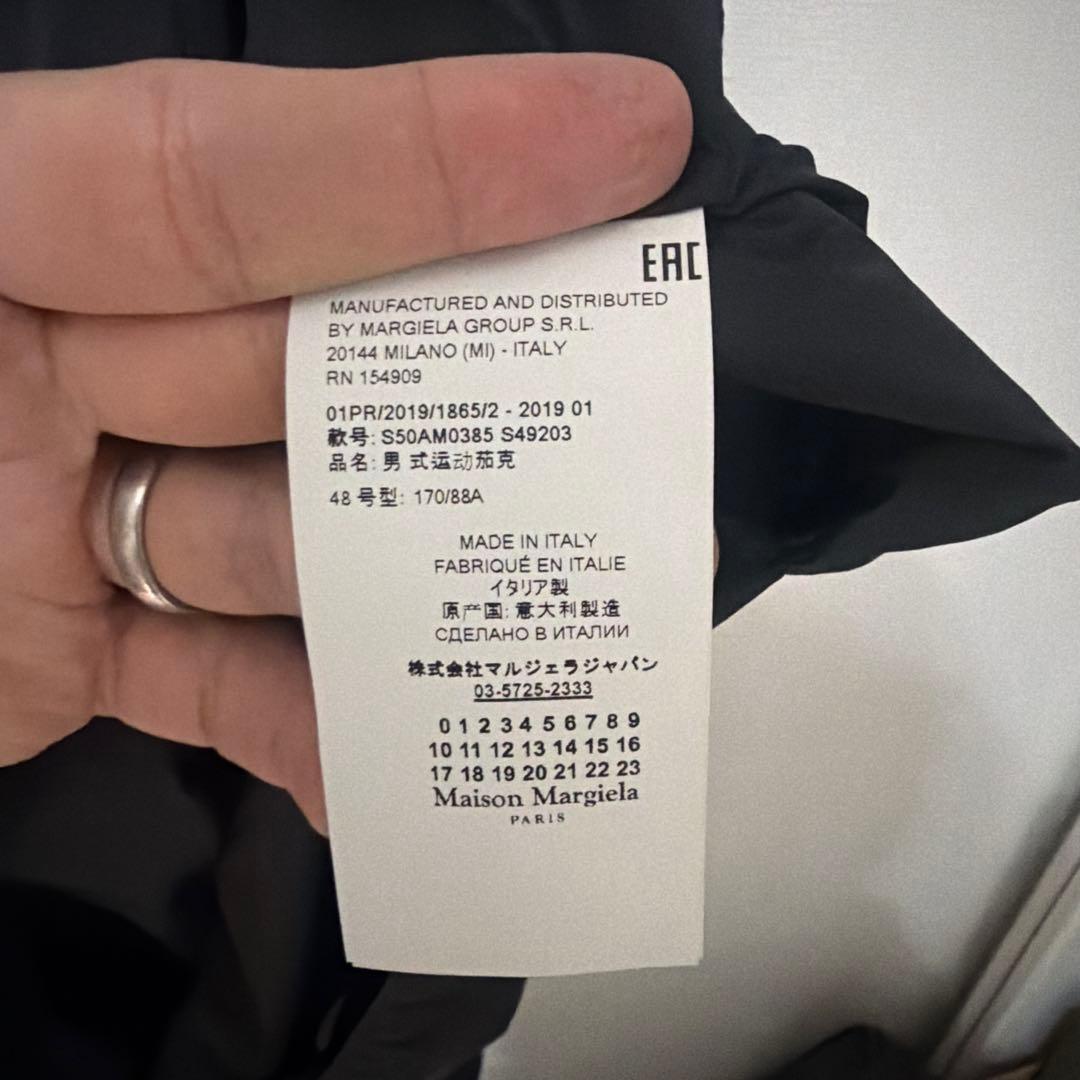 EAC
MANUFACTURED AND DISTRIBUTED
BY MARGIELA GROUP S.R.L.
20144 MILANO (MI) - ITALY
RN 154909
01PR/2019/1865/2 - 2019 01
款号: S50AM0385 S49203
品名: 男 式运动茄克
48 号型: 170/88A
MADE IN ITALY
FABRIQUÉ EN ITALIE
イタリア製
原产国: 意大利製造
СДЕЛАНО В ИТАЛИИ
株式会社マルジェラジャパン
03-5725-2333
0 1 2 3 4 5 6 7 8 9
10 11 12 13 14 15 16
17 18 19 20 21 22 23
Maison Margiela
PARIS